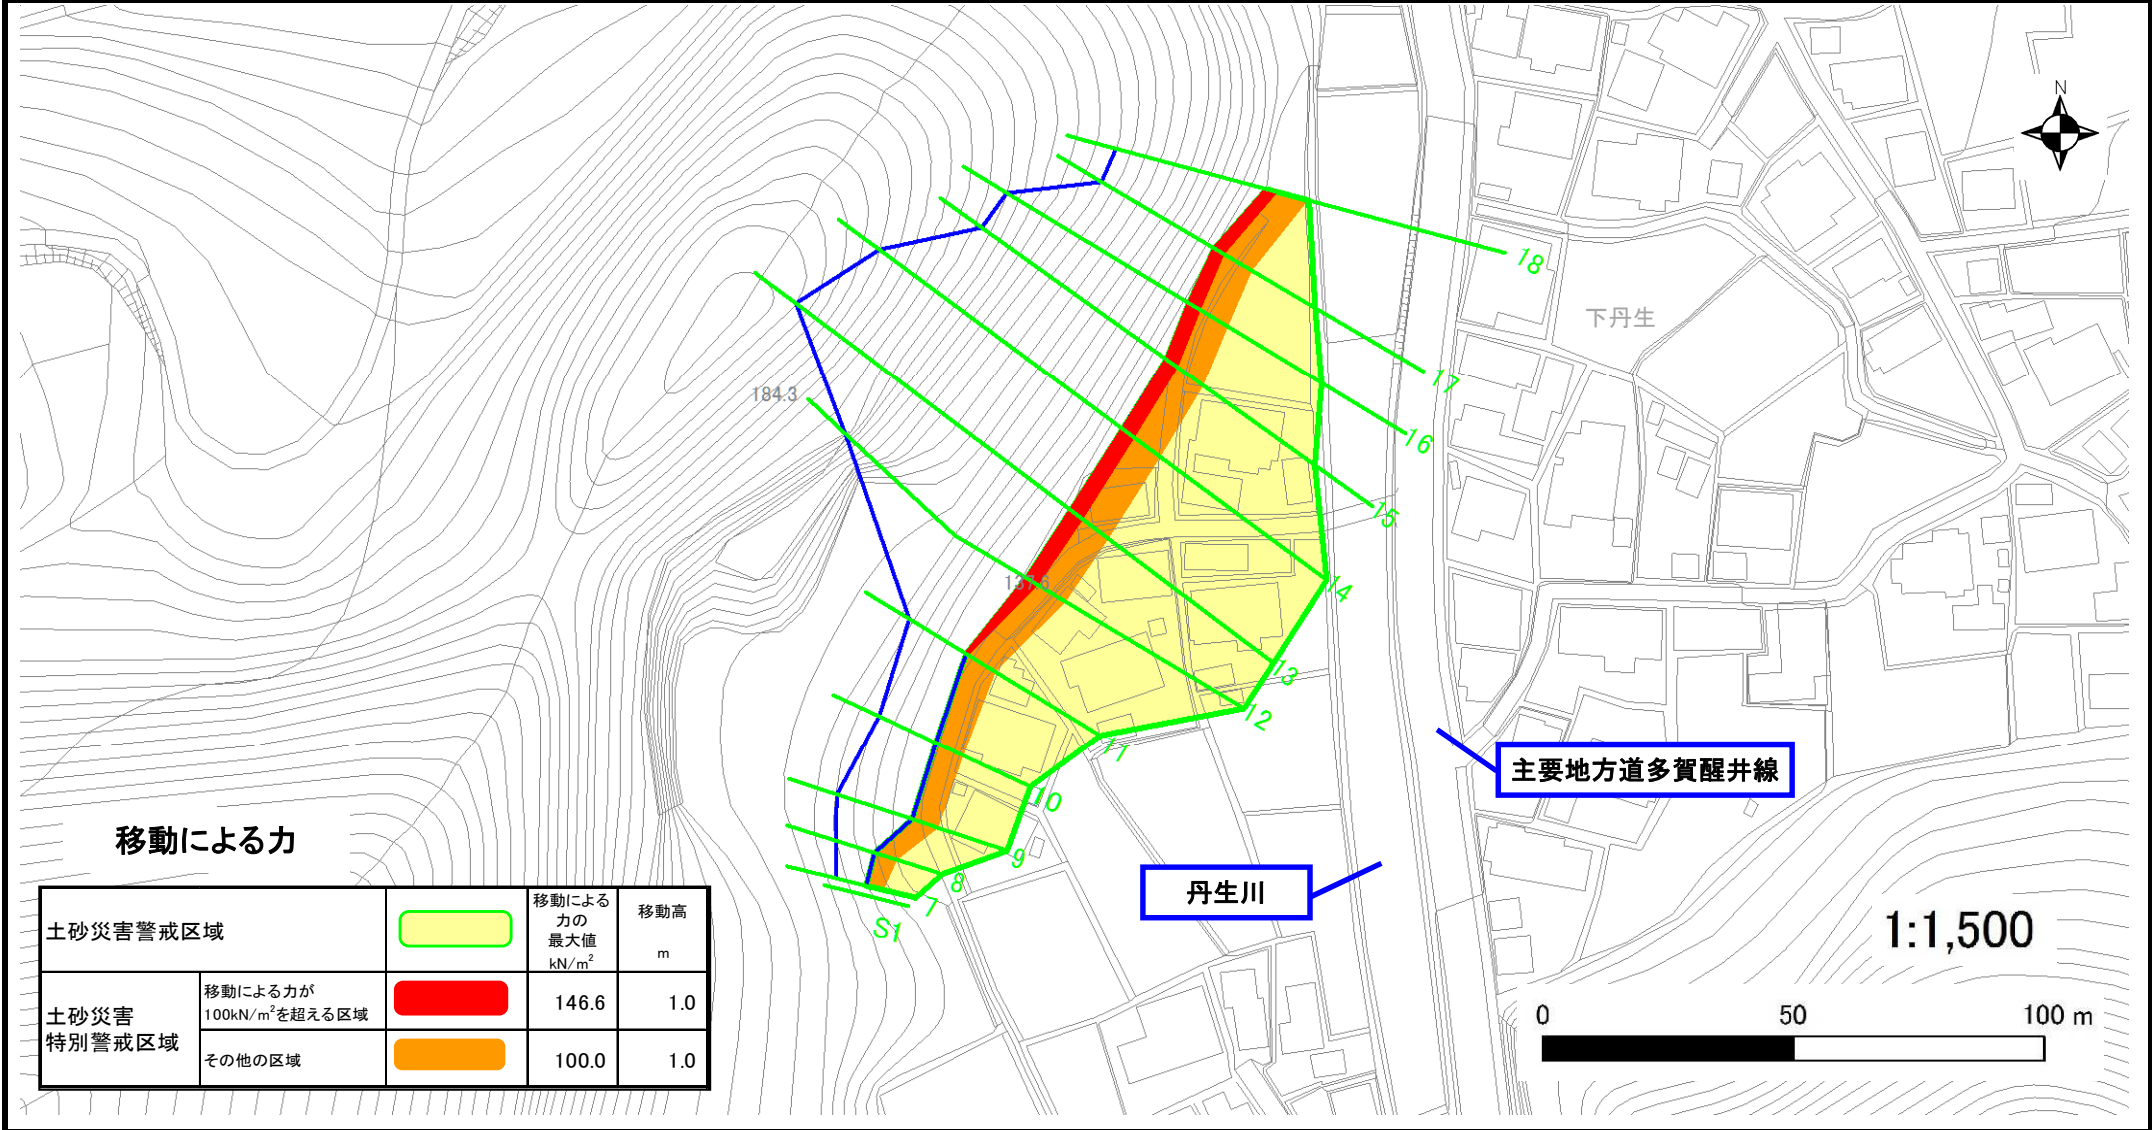 N
18
下丹生
17
184.3
16
15
137.6
14
13
12
11
主要地方道多賀醒井線
10
移動による力
9
8
丹生川
7
S1
土砂災害警戒区域
移動による
力の
最大値
kN/m²
移動高
m
土砂災害
特別警戒区域
移動による力が
100kN/m²を超える区域
146.6
1.0
その他の区域
100.0
1.0
1:1,500
0 50 100 m